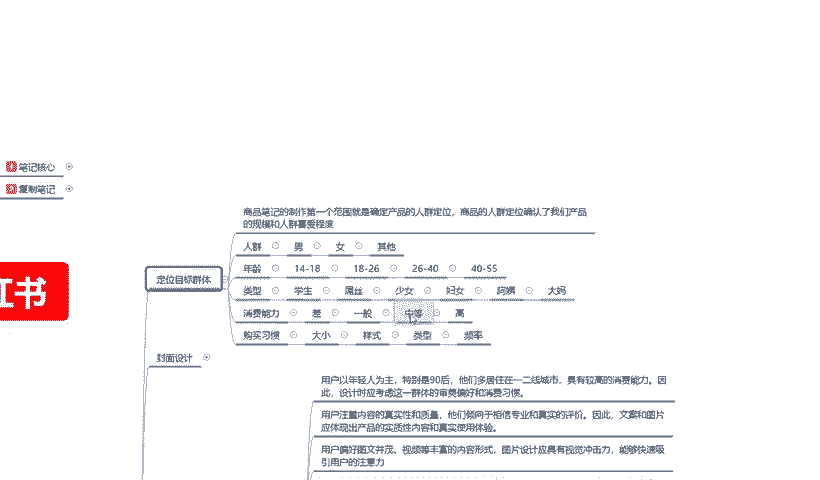 笔记核心
复制笔记
红书
商品笔记的制作第一个范围就是确定产品的人群定位，商品的人群定位确认了我们产品
的规模和人群喜爱程度
人群 男 女 其他
年龄 14-18 18-26 26-40 40-55
定位目标群体
类型 学生 屌丝 少女 妇女 阿姨 大妈
消费能力 差 一般 中等 高
购买习惯 大小 样式 类型 频率
封面设计
用户以年轻人为主，特别是90后，他们多居住在一二线城市，具有较高的消费能力。因
此，设计时应考虑这一群体的审美偏好和消费习惯。
用户注重内容的真实性和质量，他们倾向于相信专业和真实的评价。因此，文案和图片
应体现出产品的实质性内容和真实使用体验。
用户偏好图文并茂、视频等丰富的内容形式，图片设计应具有视觉冲击力，能够快速吸
引用户的注意力